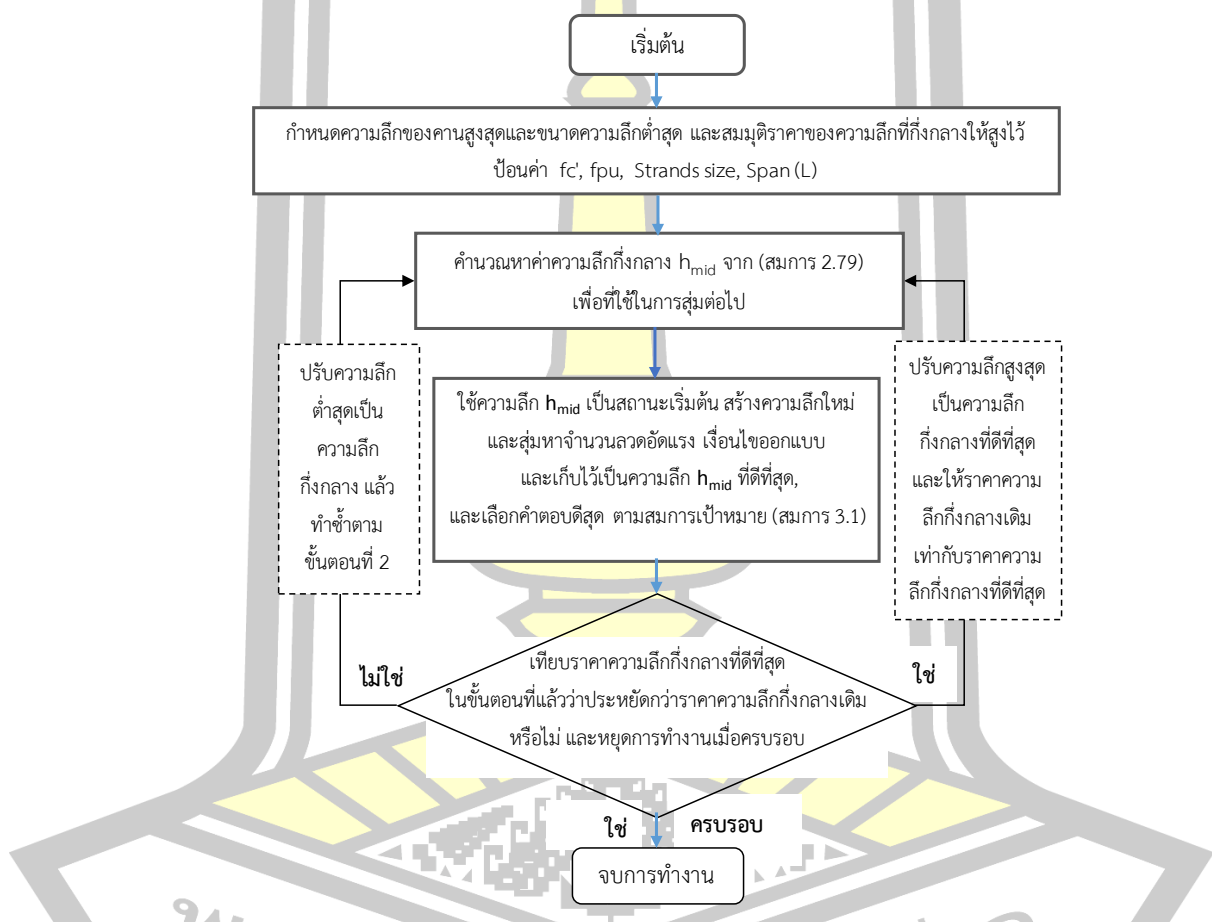 เริ่มต้น
กำหนดความลึกของคานสูงสุดและขนาดความลึกต่ำสุด และสมมุติราคาของความลึกที่กึ่งกลางให้สูงไว้
ป้อนค่า fc', fpu, Strands size, Span (L)
คำนวณหาค่าความลึกกึ่งกลาง hmid จาก (สมการ 2.79)
เพื่อที่ใช้ในการสุ่มต่อไป
ปรับความลึก
ต่ำสุดเป็น
ความลึก
กึ่งกลาง แล้ว
ทำซ้ำตาม
ขั้นตอนที่ 2
ใช้ความลึก hmid เป็นสถานะเริ่มต้น สร้างความลึกใหม่
และสุ่มหาจำนวนลวดอัดแรง เงื่อนไขออกแบบ
และเก็บไว้เป็นความลึก hmid ที่ดีที่สุด,
และเลือกคำตอบดีสุด ตามสมการเป้าหมาย (สมการ 3.1)
ปรับความลึกสูงสุด
เป็นความลึก
กึ่งกลางที่ดีที่สุด
และให้ราคาความ
ลึกกึ่งกลางเดิม
เท่ากับราคาความ
ลึกกึ่งกลางที่ดีที่สุด
ไม่ใช่
เทียบราคาความลึกกึ่งกลางที่ดีที่สุด
ในขั้นตอนที่แล้วว่าประหยัดกว่าราคาความลึกกึ่งกลางเดิม
หรือไม่ และหยุดการทำงานเมื่อครบรอบ
ใช่
ใช่ ครบรอบ
จบการทำงาน